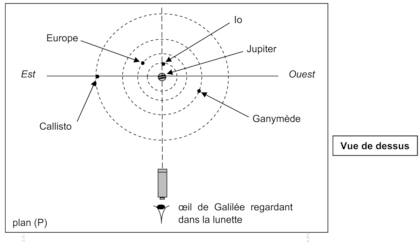 Io
Europe
Jupiter
Est
Ouest
Callisto
Ganymède
Vue de dessus
œil de Galilée regardant
dans la lunette
plan (P)